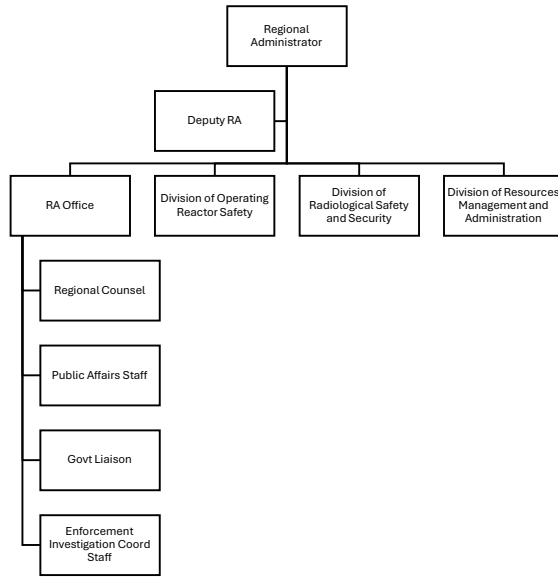 Regional
Administrator
Deputy RA
RA Office
Division of Operating
Reactor Safety
Division of
Radiological Safety
and Security
Division of Resources
Management and
Administration
Regional Counsel
Public Affairs Staff
Govt Liaison
Enforcement
Investigation Coord
Staff